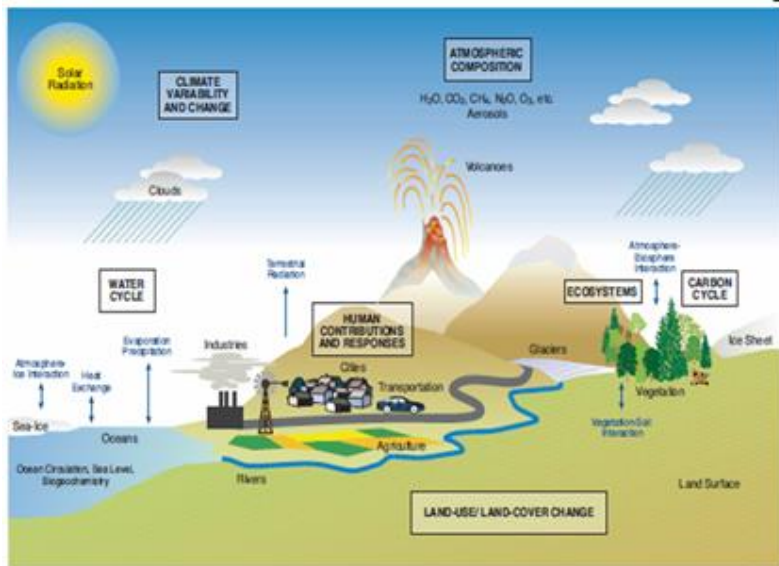 Solar
Radiation
CLIMATE
VARIABILITY
AND CHANGE
ATMOSPHERIC
COMPOSITION
H₂O, CO₂, CH₄, N₂O, O₃, etc.
Aerosols
Clouds
Volcanoes
WATER
CYCLE
Terrestrial
Radiation
Atmosphere-
Biosphere
Interaction
ECOSYSTEMS
CARBON
CYCLE
HUMAN
CONTRIBUTIONS
AND RESPONSES
Evaporation
Precipitation
Industries
Cities
Transportation
Glaciers
Ice Sheet
Atmosphere-
Ice Interaction
Heat
Exchange
Vegetation
Sea-Ice
Oceans
Agriculture
Vegetation-Soil
Interaction
Ocean Circulation, Sea Level,
Biogeochemistry
Rivers
Land Surface
LAND-USE/ LAND-COVER CHANGE